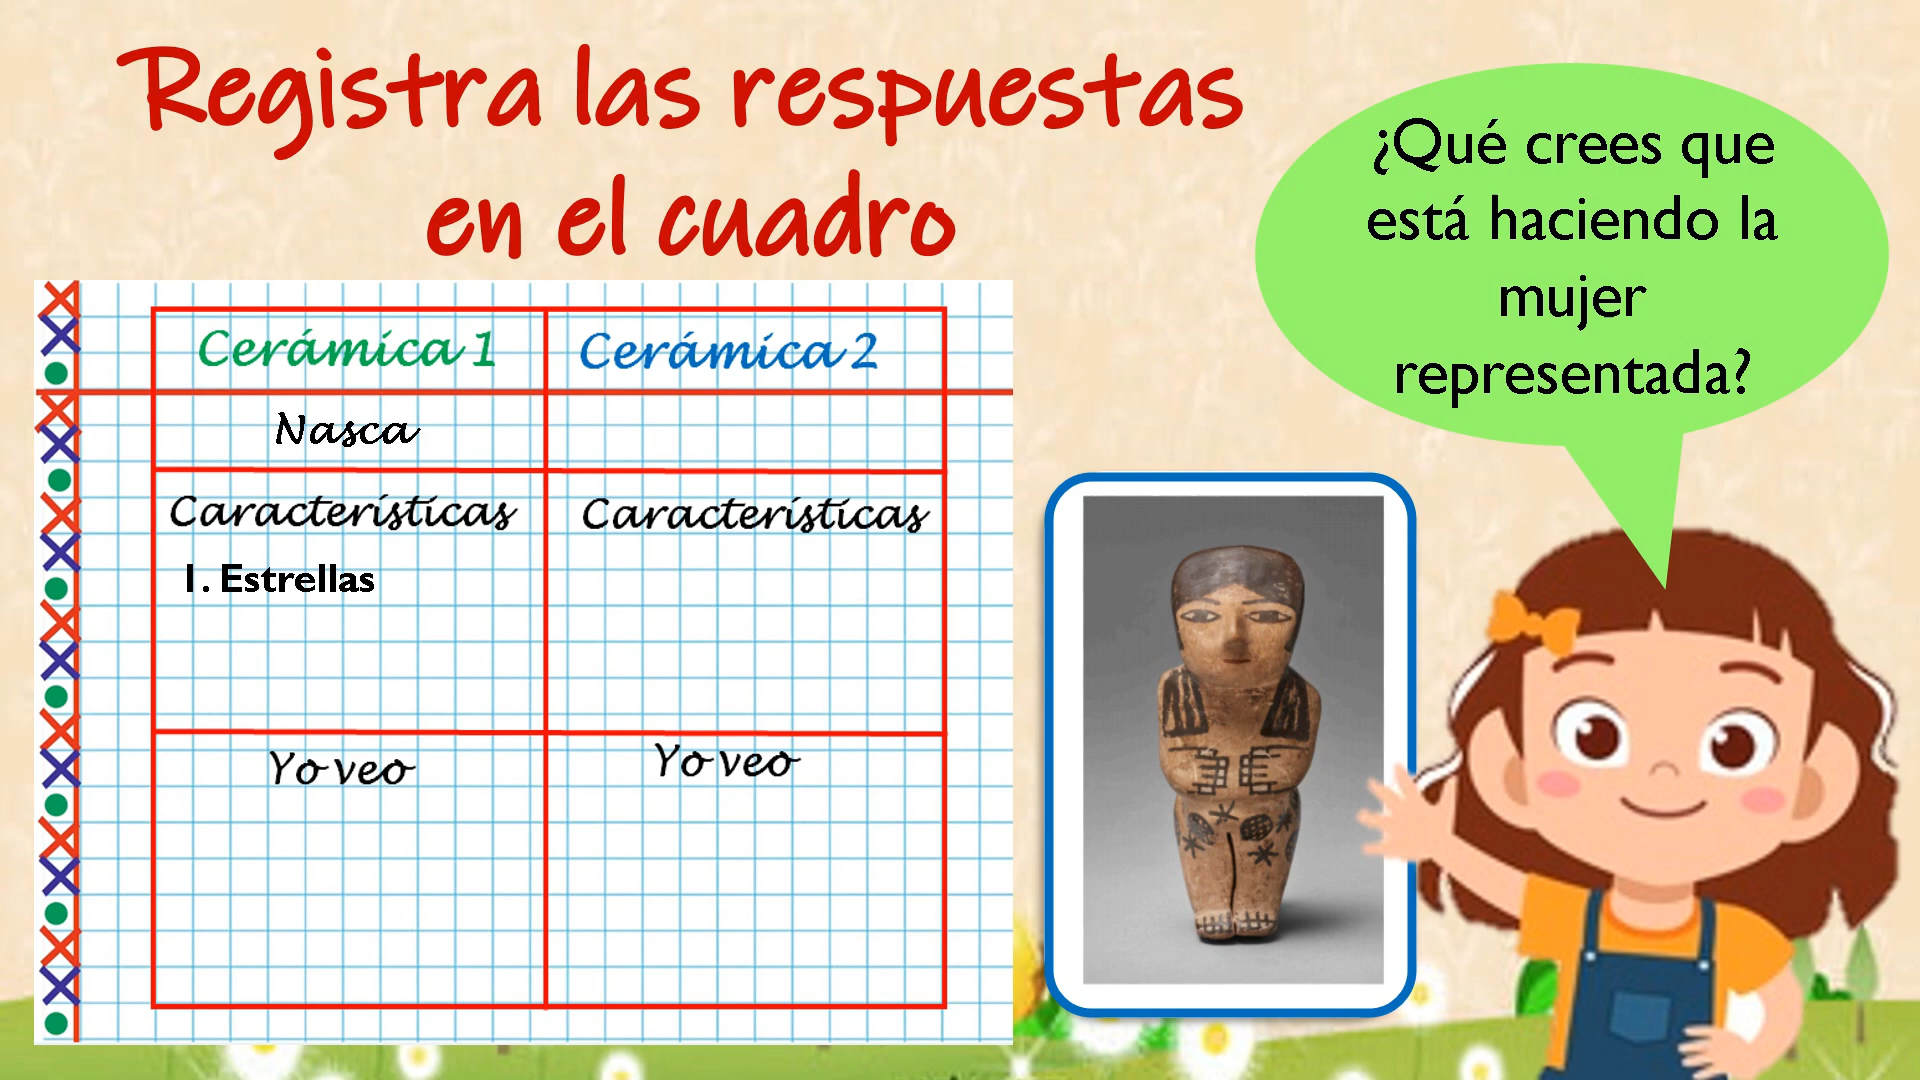 Registra las respuestas
en el cuadro
¿Qué crees que
está haciendo la
mujer
representada?
Cerámica 1
Cerámica 2
Nasca
Características
Características
1. Estrellas
Yo veo
Yo veo